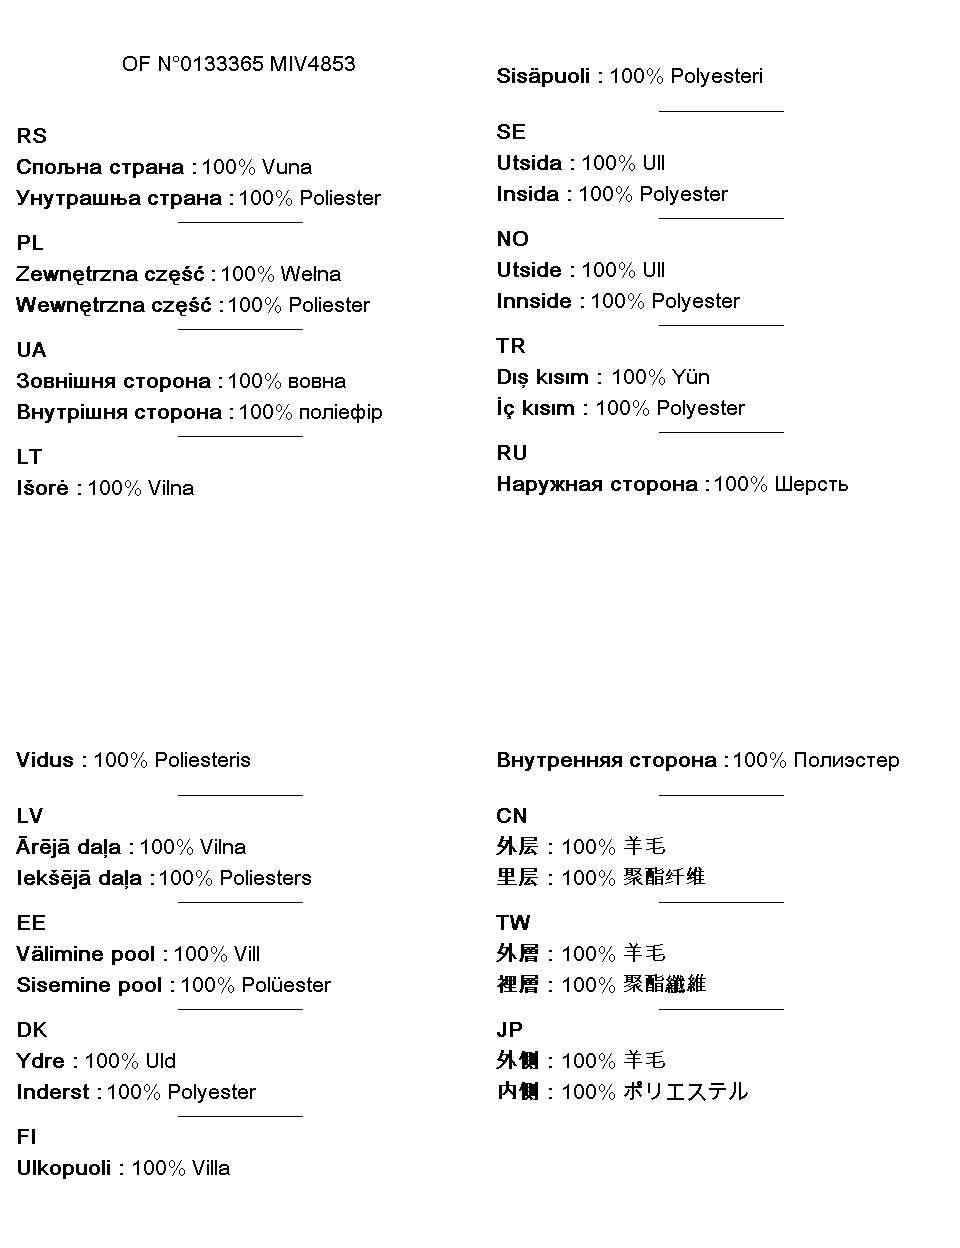 OF N°0133365 MIV4853
RS
Спољна страна : 100% Vuna
Унутрашња страна : 100% Poliester
PL
Zewnętrzna część : 100% Wełna
Wewnętrzna część : 100% Poliester
UA
Зовнішня сторона : 100% вовна
Внутрішня сторона : 100% поліефір
LT
Išorė : 100% Vilna
Vidus : 100% Poliesteris
LV
Ārējā daļa : 100% Vilna
Iekšējā daļa : 100% Poliesters
EE
Välimine pool : 100% Vill
Sisemine pool : 100% Polüester
DK
Ydre : 100% Uld
Inderst : 100% Polyester
FI
Ulkopuoli : 100% Villa
Sisäpuoli : 100% Polyesteri
SE
Utsida : 100% Ull
Insida : 100% Polyester
NO
Utside : 100% Ull
Innside : 100% Polyester
TR
Dış kısım : 100% Yün
İç kısım : 100% Polyester
RU
Наружная сторона : 100% Шерсть
Внутренняя сторона : 100% Полиэстер
CN
外层 : 100% 羊毛
里层 : 100% 聚酯纤维
TW
外層 : 100% 羊毛
裡層 : 100% 聚酯纖維
JP
外側 : 100% 羊毛
内側 : 100% ポリエステル